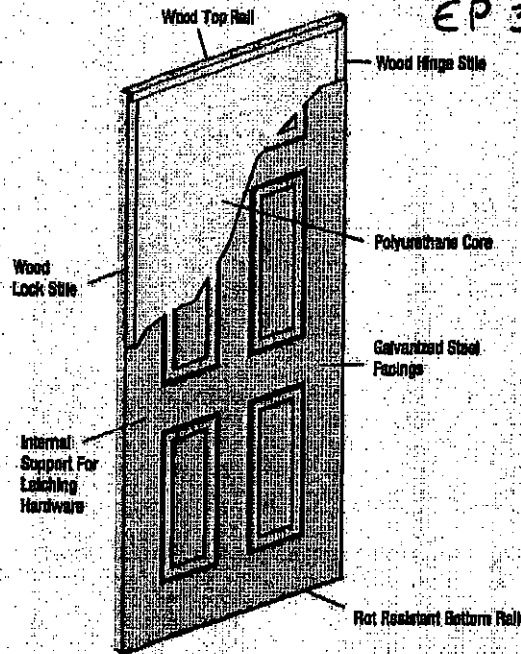 EP 3
Wood Top Rail
Wood Hinge Stile
Polyurethane Core
Wood
Lock Stile
Galvanized Steel
Facings
Internal
Support For
Latching
Hardware
Rot Resistant Bottom Rail